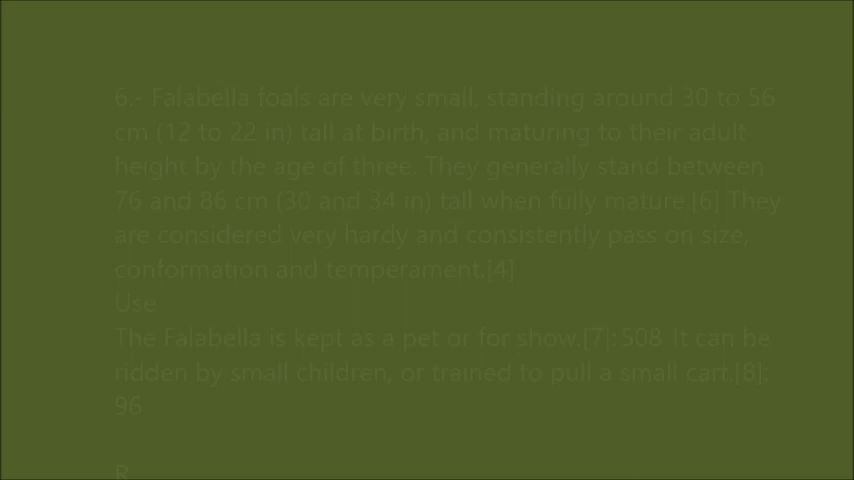 6.- Falabella foals are very small, standing around 30 to 56
cm (12 to 22 in) tall at birth, and maturing to their adult
height by the age of three. They generally stand between
76 and 86 cm (30 and 34 in) tall when fully mature.[6] They
are considered very hardy and consistently pass on size,
conformation and temperament.[4]
Use
The Falabella is kept as a pet or for show.[7]: 508 It can be
ridden by small children, or trained to pull a small cart.[8]:
96
R